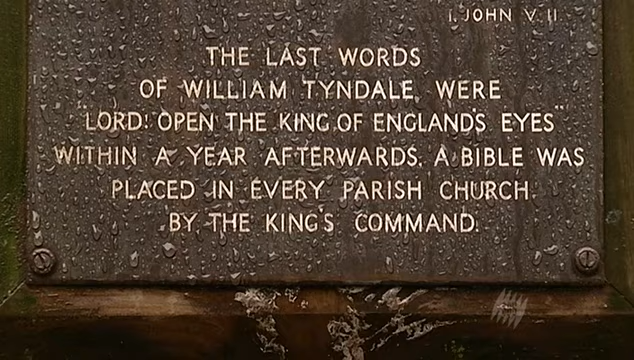 I. JOHN V. II
THE LAST WORDS
OF WILLIAM TYNDALE, WERE
"LORD! OPEN THE KING OF ENGLAND'S EYES"
WITHIN A YEAR AFTERWARDS, A BIBLE WAS
PLACED IN EVERY PARISH CHURCH.
BY THE KING'S COMMAND.